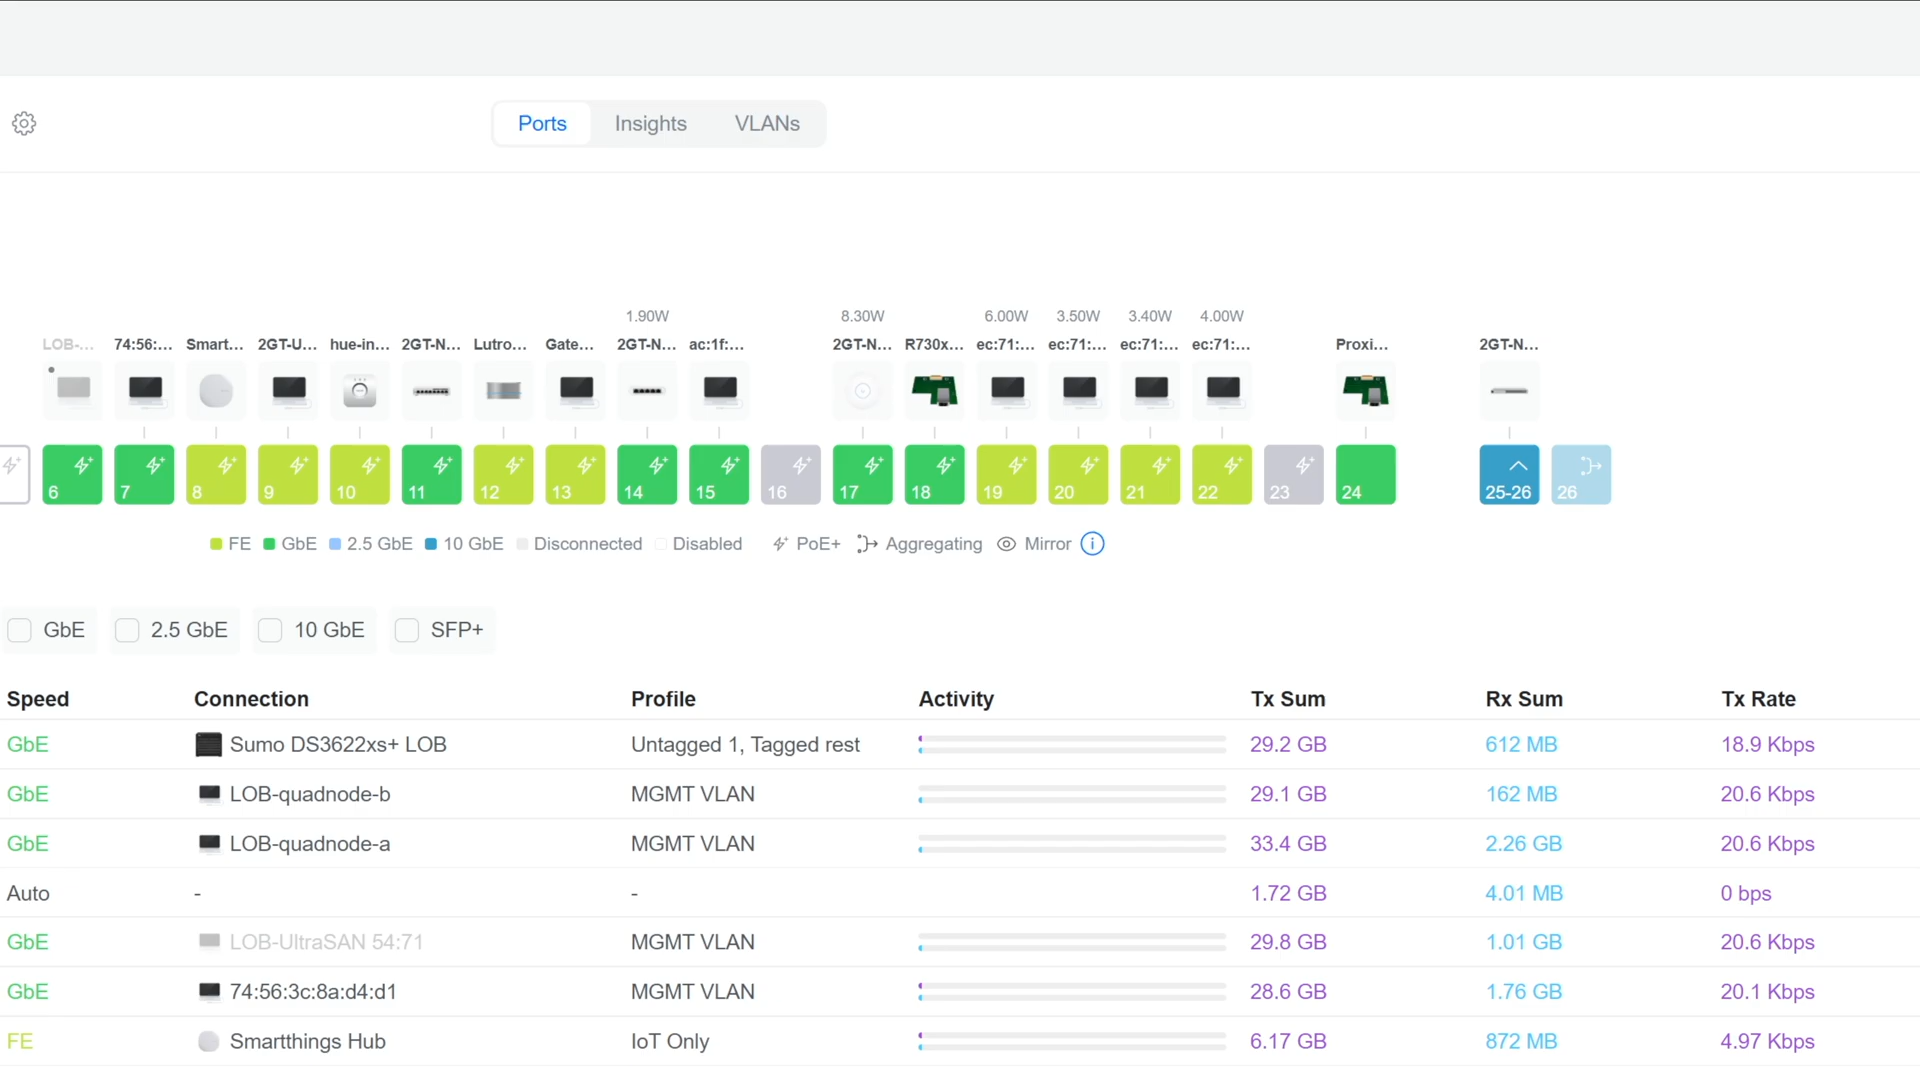 Ports Insights VLANs
1.90W 8.30W 6.00W 3.50W 3.40W 4.00W
LOB-... 74:56:... Smart... 2GT-U... hue-in... 2GT-N... Lutro... Gate... 2GT-N... ac:1f:... 2GT-N... R730x... ec:71:... ec:71:... ec:71:... ec:71:... Proxi... 2GT-N...
6 7 8 9 10 11 12 13 14 15 16 17 18 19 20 21 22 23 24 25-26 26
FE GbE 2.5 GbE 10 GbE Disconnected Disabled PoE+ Aggregating Mirror
GbE 2.5 GbE 10 GbE SFP+
Speed Connection Profile Activity Tx Sum Rx Sum Tx Rate
GbE Sumo DS3622xs+ LOB Untagged 1, Tagged rest 29.2 GB 612 MB 18.9 Kbps
GbE LOB-quadnode-b MGMT VLAN 29.1 GB 162 MB 20.6 Kbps
GbE LOB-quadnode-a MGMT VLAN 33.4 GB 2.26 GB 20.6 Kbps
Auto - - 1.72 GB 4.01 MB 0 bps
GbE LOB-UltraSAN 54:71 MGMT VLAN 29.8 GB 1.01 GB 20.6 Kbps
GbE 74:56:3c:8a:d4:d1 MGMT VLAN 28.6 GB 1.76 GB 20.1 Kbps
FE Smartthings Hub IoT Only 6.17 GB 872 MB 4.97 Kbps